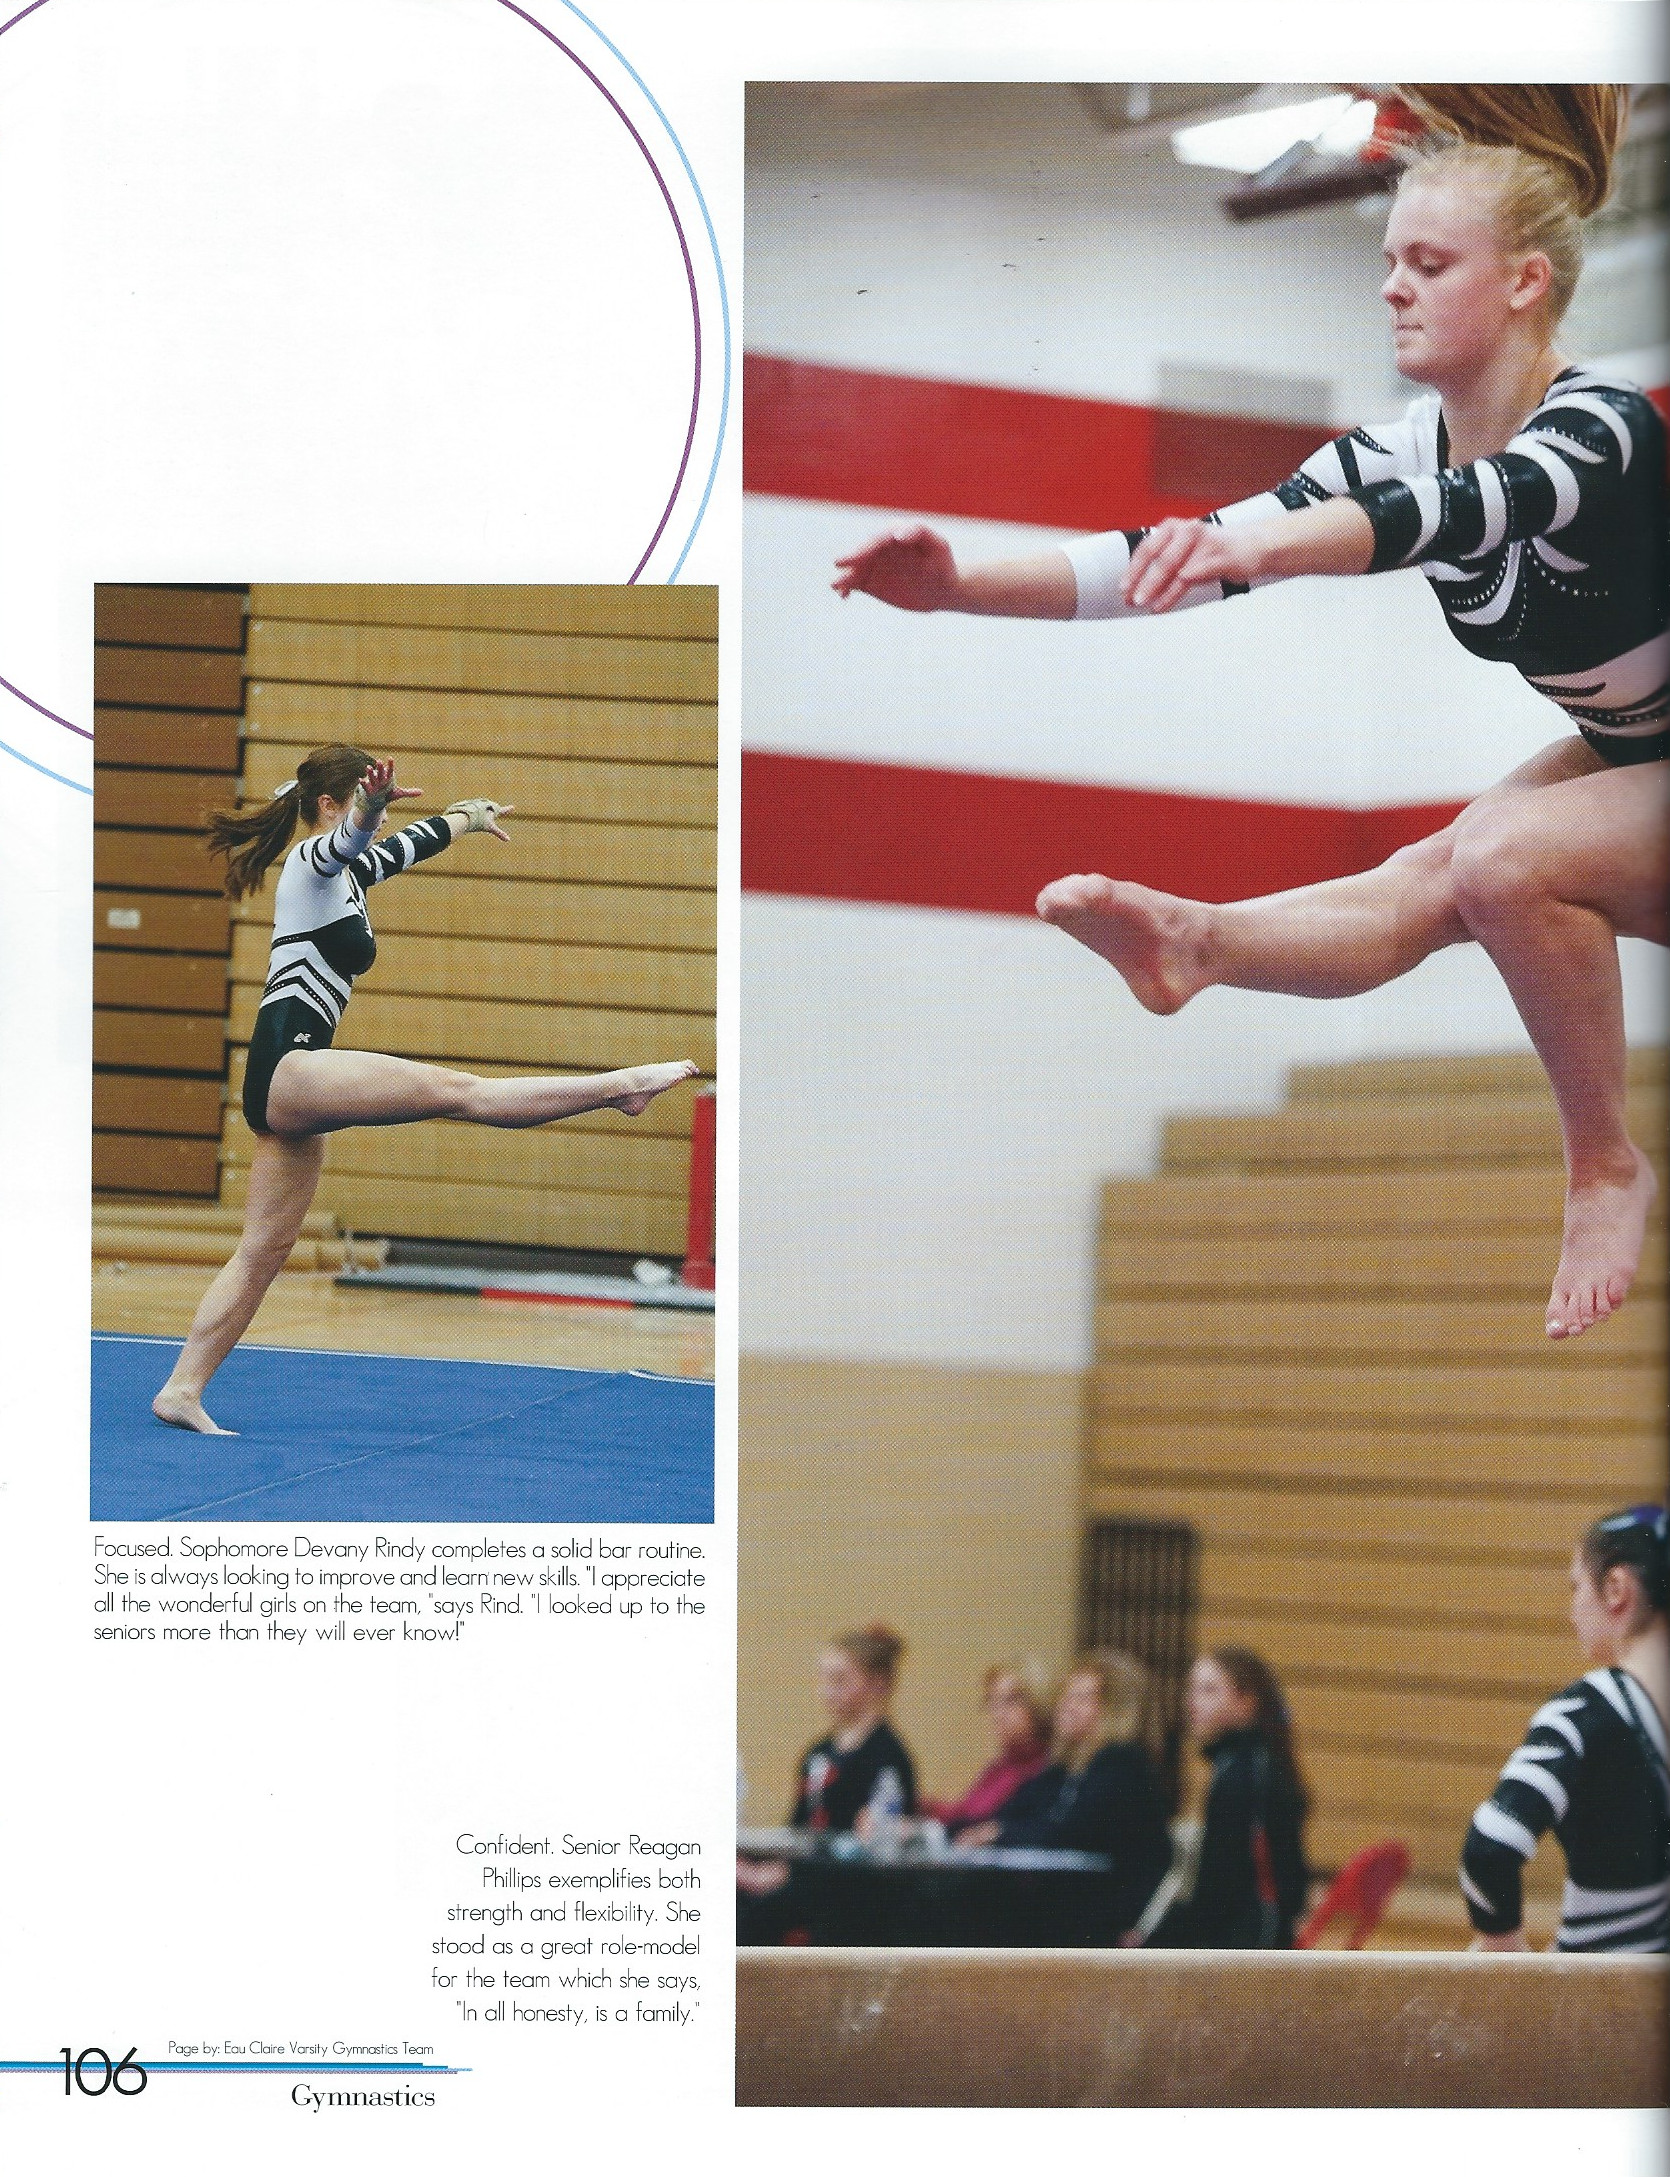 Focused. Sophomore Devany Rindy completes a solid bar routine.
She is always looking to improve and learn new skills. "I appreciate
all the wonderful girls on the team, "says Rind. "I looked up to the
seniors more than they will ever know!"
Confident. Senior Reagan
Phillips exemplifies both
strength and flexibility. She
stood as a great role-model
for the team which she says,
"In all honesty, is a family."
106
Page by: Eau Claire Varsity Gymnastics Team
Gymnastics